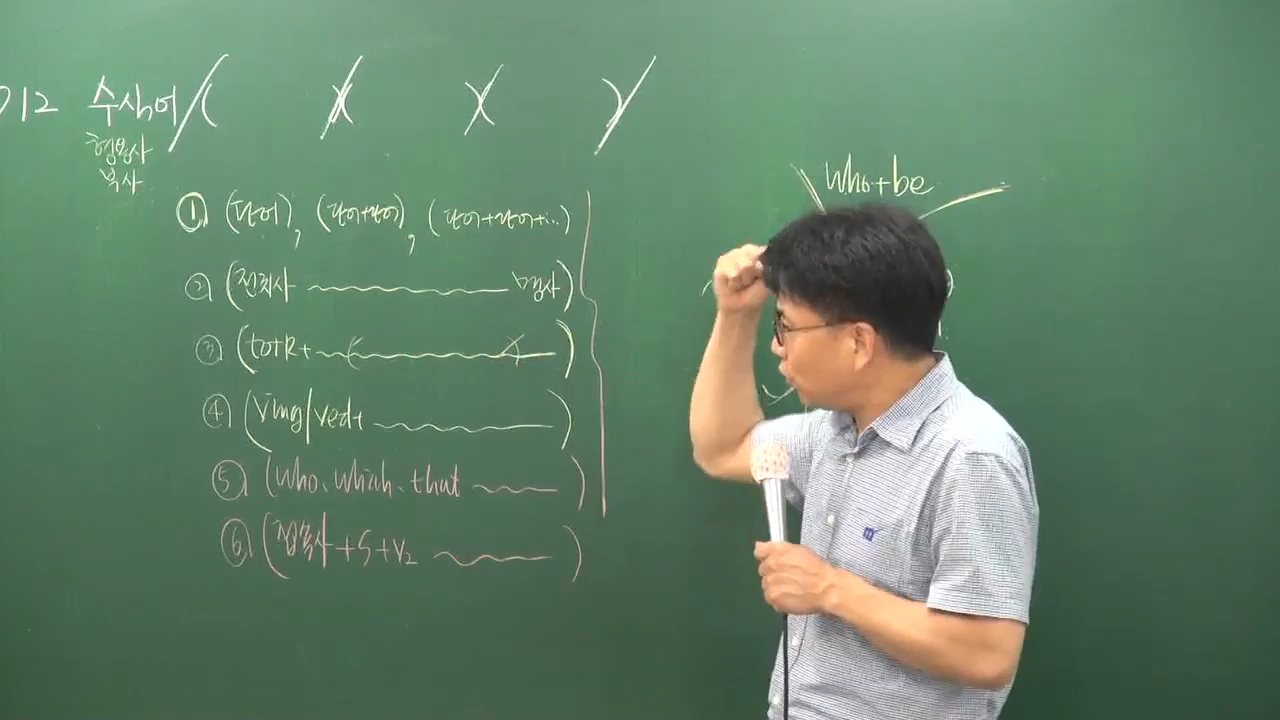 012 수식어 / ( X X )
형용사
부사
① (단어), (단어+단어), (단어+단어+...)
② (전치사 명사)
③ (to+R+ )
④ (Ving/Ved+ )
⑤ (who, which, that )
⑥ (접속사+S+V2 )
who+be